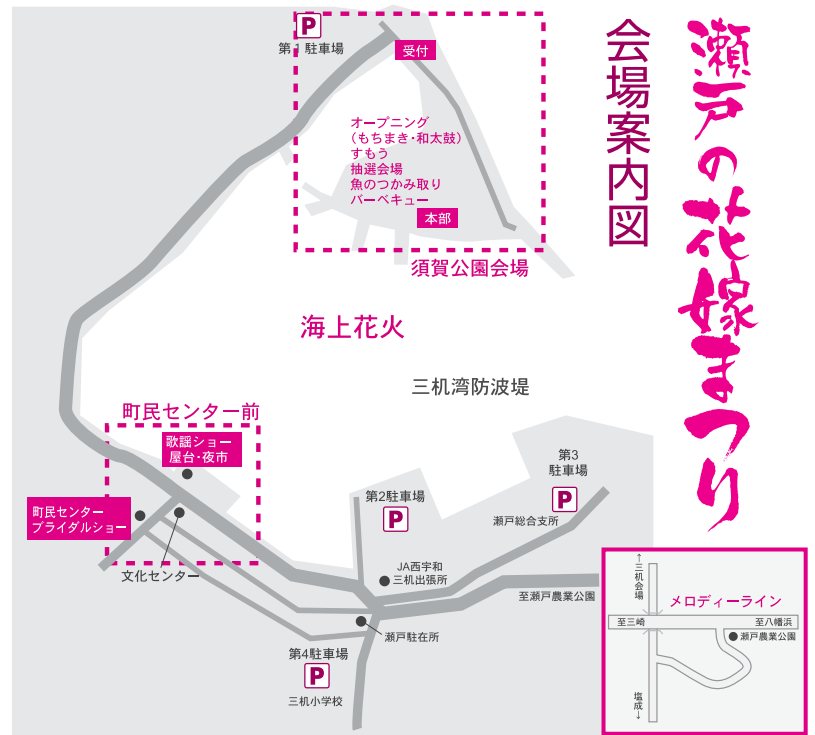 瀬戸の花嫁まつり
会場案内図
P
第1駐車場
受付
オープニング
(もちまき・和太鼓)
すもう
抽選会場
魚のつかみ取り
バーベキュー
本部
須賀公園会場
海上花火
三机湾防波堤
町民センター前
歌謡ショー
屋台・夜市
町民センター
ブライダルショー
文化センター
第2駐車場
P
第3
駐車場
P
瀬戸総合支所
JA西宇和
三机出張所
至瀬戸農業公園
瀬戸駐在所
第4駐車場
P
三机小学校
←三机会場
メロディーライン
至三崎
至八幡浜
瀬戸農業公園
塩成→